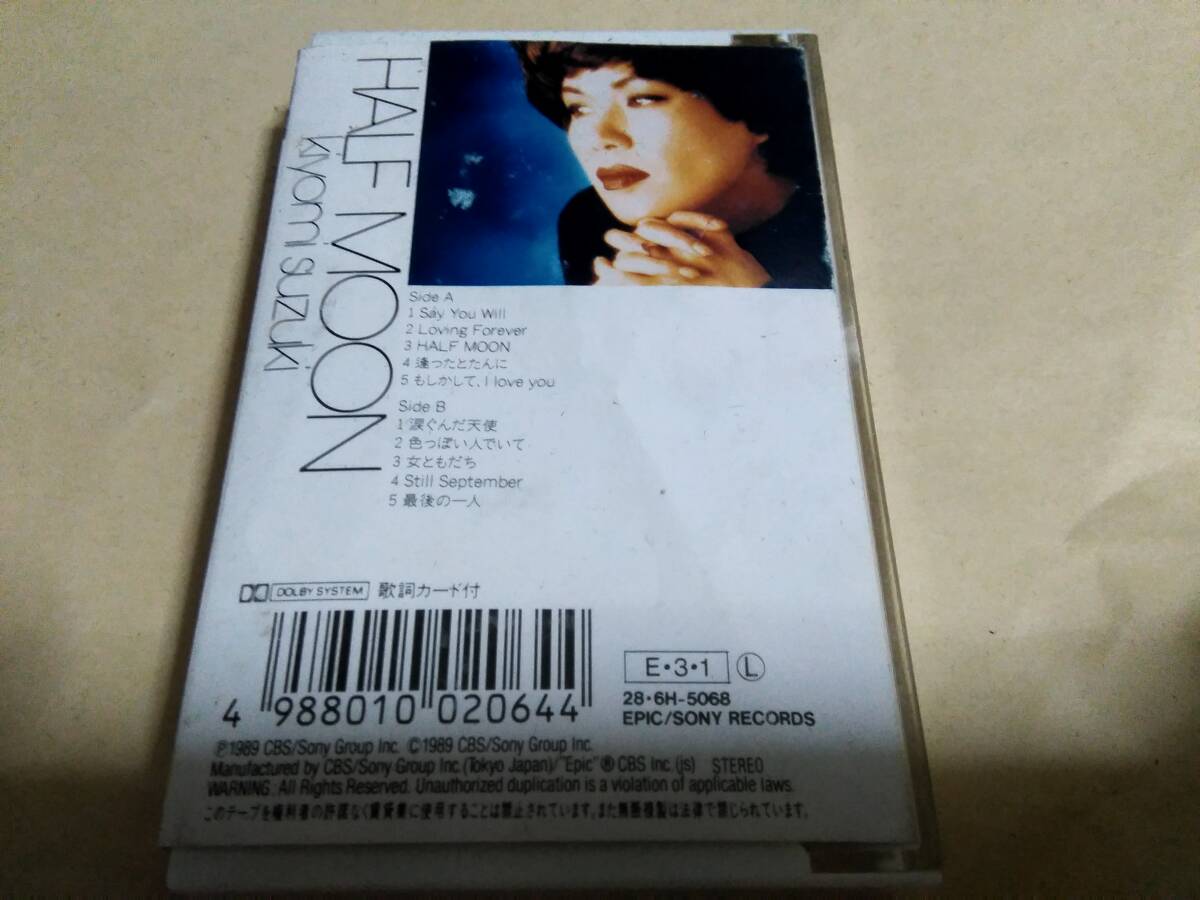 HALF MOON
kiyomi suzuki
Side A
1 Say You Will
2 Loving Forever
3 HALF MOON
4 逢ったとたんに
5 もしかして、I love you
Side B
1 涙ぐんだ天使
2 色っぽい人でいて
3 女ともだち
4 Still September
5 最後の一人
DOLBY SYSTEM 歌詞カード付
E・3・1 L
28・6H-5068
EPIC/SONY RECORDS
4 988010 020644
℗1989 CBS/Sony Group Inc. ©1989 CBS/Sony Group Inc.
Manufactured by CBS/Sony Group Inc. (Tokyo Japan)/"Epic"® CBS Inc. (js) STEREO
WARNING: All Rights Reserved. Unauthorized duplication is a violation of applicable laws.
このテープを権利者の許諾なく賃貸業に使用することは禁止されています。また無断複製は法律で禁じられています。